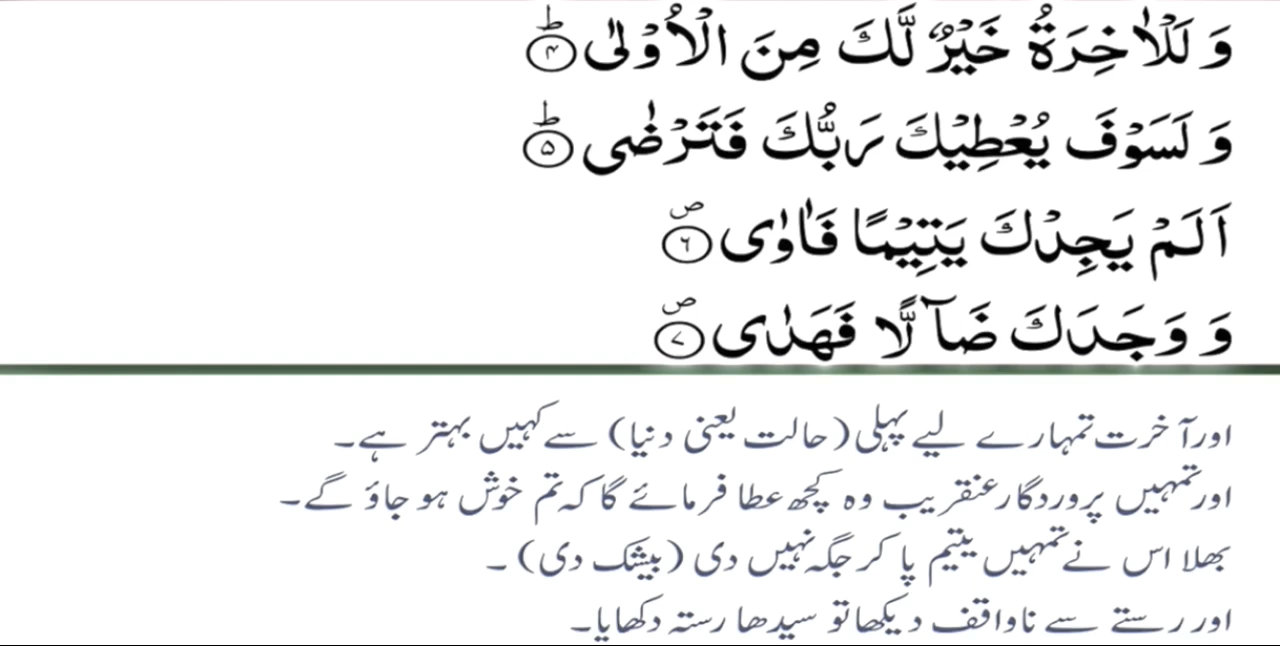 وَ لَلْاٰخِرَةُ خَيْرٌ لَّكَ مِنَ الْاُوْلٰى ؕ ۴
وَ لَسَوْفَ يُعْطِيْكَ رَبُّكَ فَتَرْضٰى ؕ ۵
اَلَمْ يَجِدْكَ يَتِيْمًا فَاٰوٰى ۪ ۶
وَ وَجَدَكَ ضَآلًّا فَهَدٰى ۪ ۷
اورآخرت تمہارے لیے پہلی (حالت یعنی دنیا) سے کہیں بہتر ہے۔
اور تمہیں پروردگار عنقریب وہ کچھ عطا فرمائے گا کہ تم خوش ہو جاؤ گے۔
بھلا اس نے تمہیں یتیم پا کر جگہ نہیں دی (بیشک دی)۔
اور رستے سے ناواقف دیکھا تو سیدھا رستہ دکھایا۔